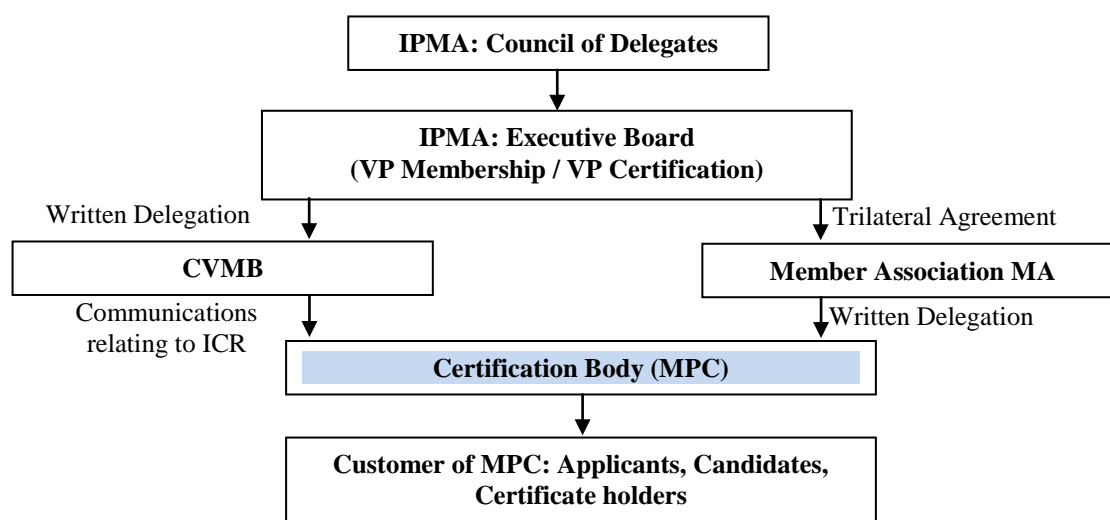 IPMA: Council of Delegates
IPMA: Executive Board
(VP Membership / VP Certification)
Written Delegation
Trilateral Agreement
CVMB
Member Association MA
Communications
relating to ICR
Written Delegation
Certification Body (MPC)
Customer of MPC: Applicants, Candidates,
Certificate holders